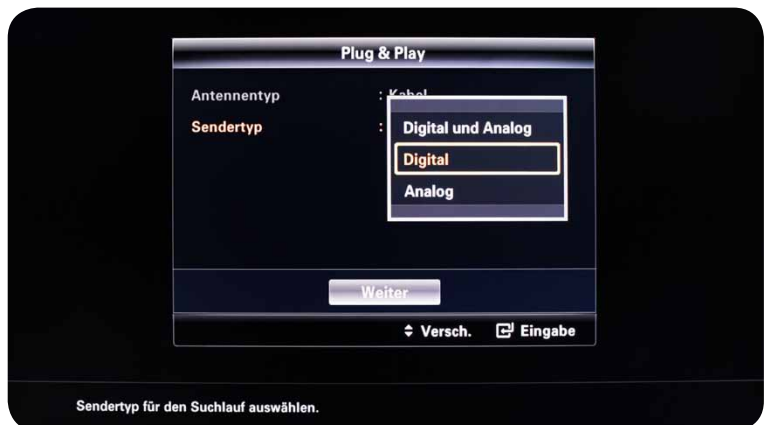 Plug & Play
Antennentyp : Kabel
Sendertyp :
Digital und Analog
Digital
Analog
Weiter
Versch. Eingabe
Sendertyp für den Suchlauf auswählen.